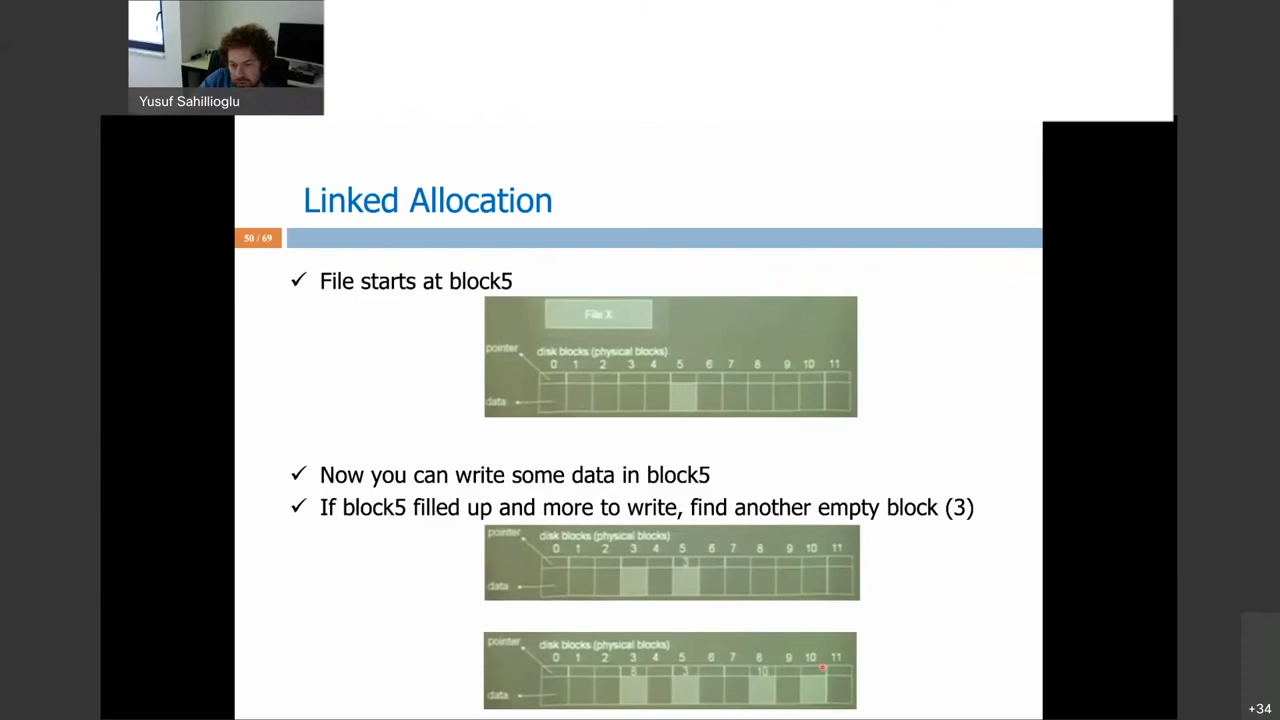 Yusuf Sahillioglu
Linked Allocation
50 / 69
✓ File starts at block5
File X
pointer
disk blocks (physical blocks)
0 1 2 3 4 5 6 7 8 9 10 11
data
✓ Now you can write some data in block5
✓ If block5 filled up and more to write, find another empty block (3)
pointer
disk blocks (physical blocks)
0 1 2 3 4 5 6 7 8 9 10 11
3
data
pointer
disk blocks (physical blocks)
0 1 2 3 4 5 6 7 8 9 10 11
8 3 10
data
+34